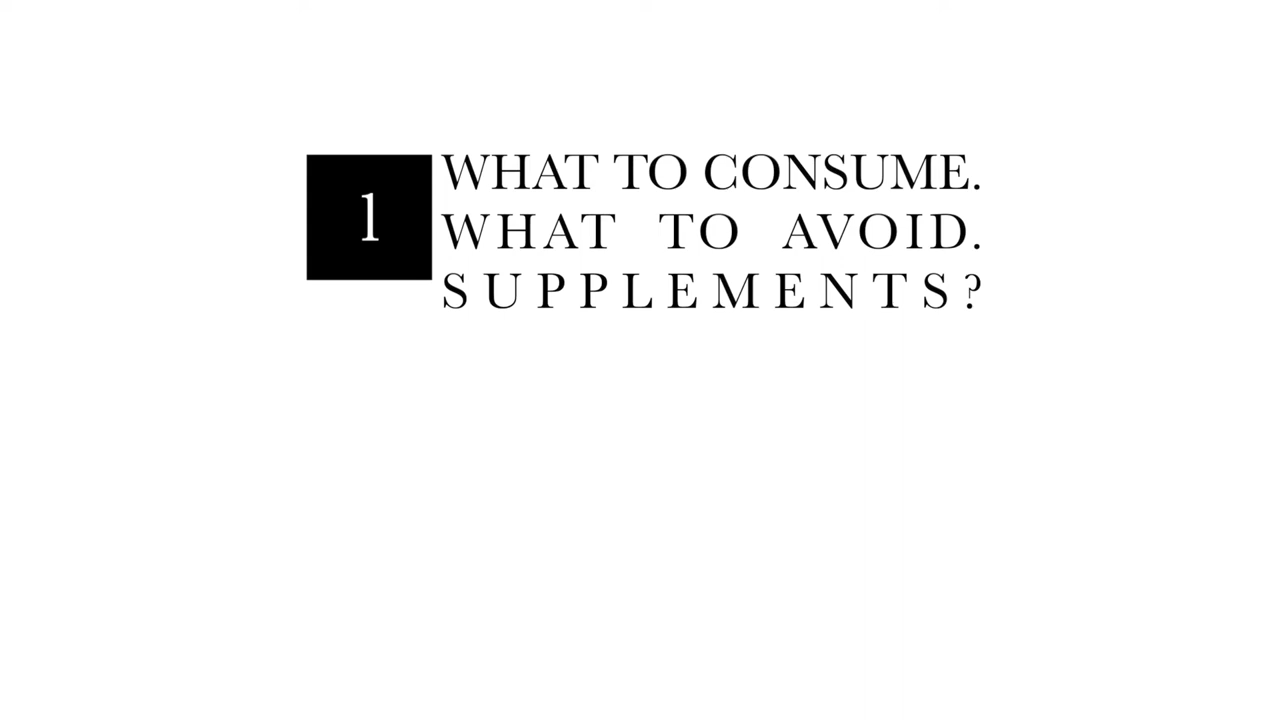 1
WHAT TO CONSUME.
WHAT TO AVOID.
SUPPLEMENTS?